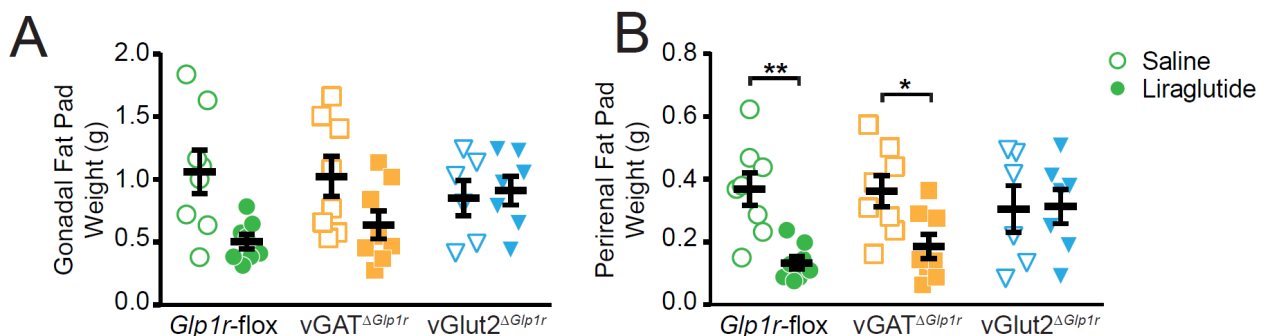 A
Gonadal Fat Pad
Weight (g)
2.0
1.5
1.0
0.5
0.0
Glp1r-flox vGATΔGlp1r vGlut2ΔGlp1r
B
Perirenal Fat Pad
Weight (g)
0.8
0.6
0.4
0.2
0.0
**
*
Glp1r-flox vGATΔGlp1r vGlut2ΔGlp1r
Saline
Liraglutide